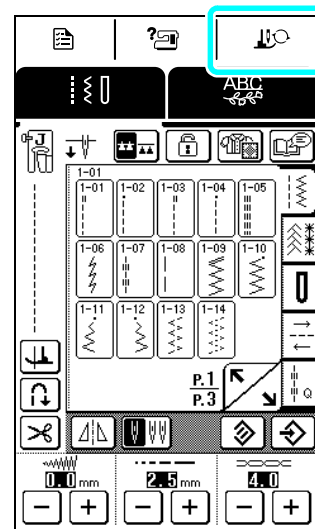 ?
ABC
J
1-01
1-01 1-02 1-03 1-04 1-05
1-06 1-07 1-08 1-09 1-10
1-11 1-12 1-13 1-14
P.1
P.3
Q
0.0 mm 2.5 mm 4.0
− + − + − +